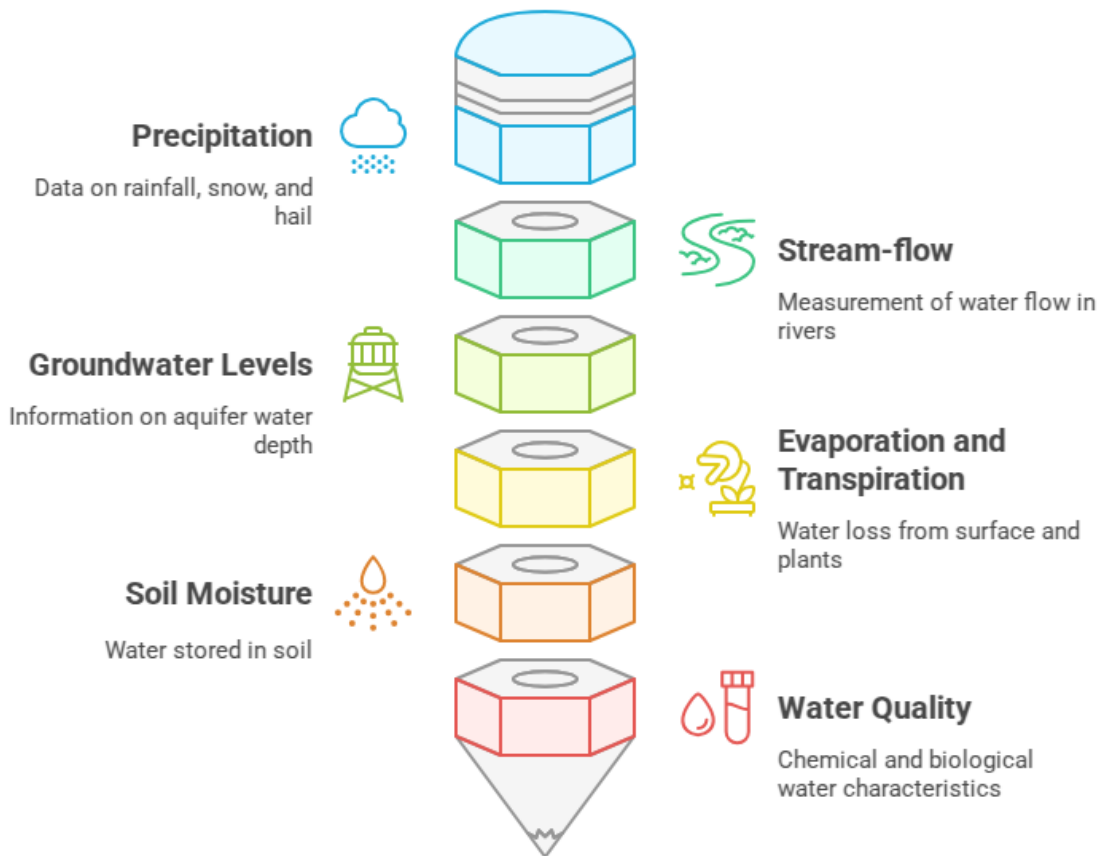 Precipitation
Data on rainfall, snow, and
hail
Stream-flow
Measurement of water flow in
rivers
Groundwater Levels
Information on aquifer water
depth
Evaporation and
Transpiration
Water loss from surface and
plants
Soil Moisture
Water stored in soil
Water Quality
Chemical and biological
water characteristics